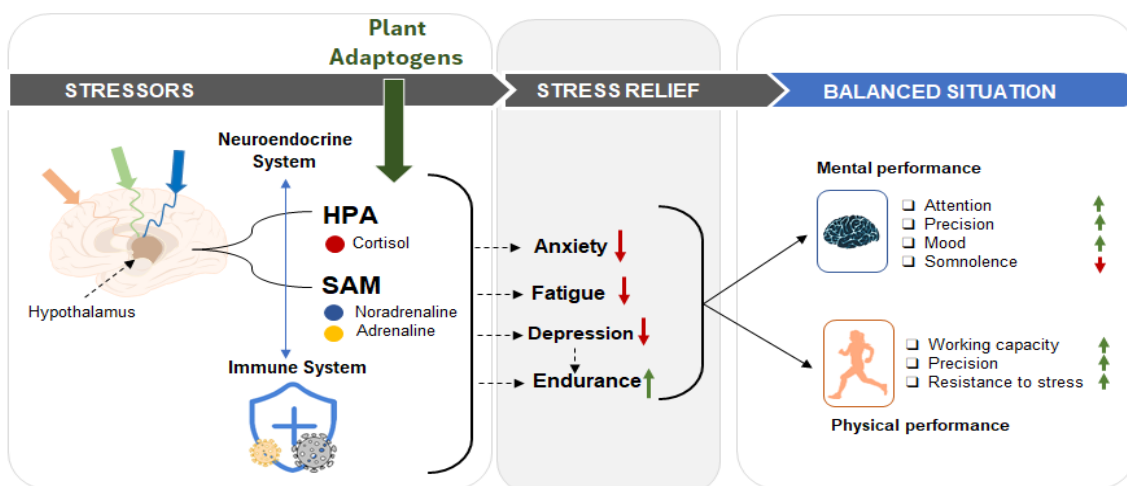 Plant
Adaptogens
STRESSORS
STRESS RELIEF
BALANCED SITUATION
Neuroendocrine
System
HPA
Cortisol
SAM
Noradrenaline
Adrenaline
Hypothalamus
Immune System
Anxiety
Fatigue
Depression
Endurance
Mental performance
Attention
Precision
Mood
Somnolence
Working capacity
Precision
Resistance to stress
Physical performance